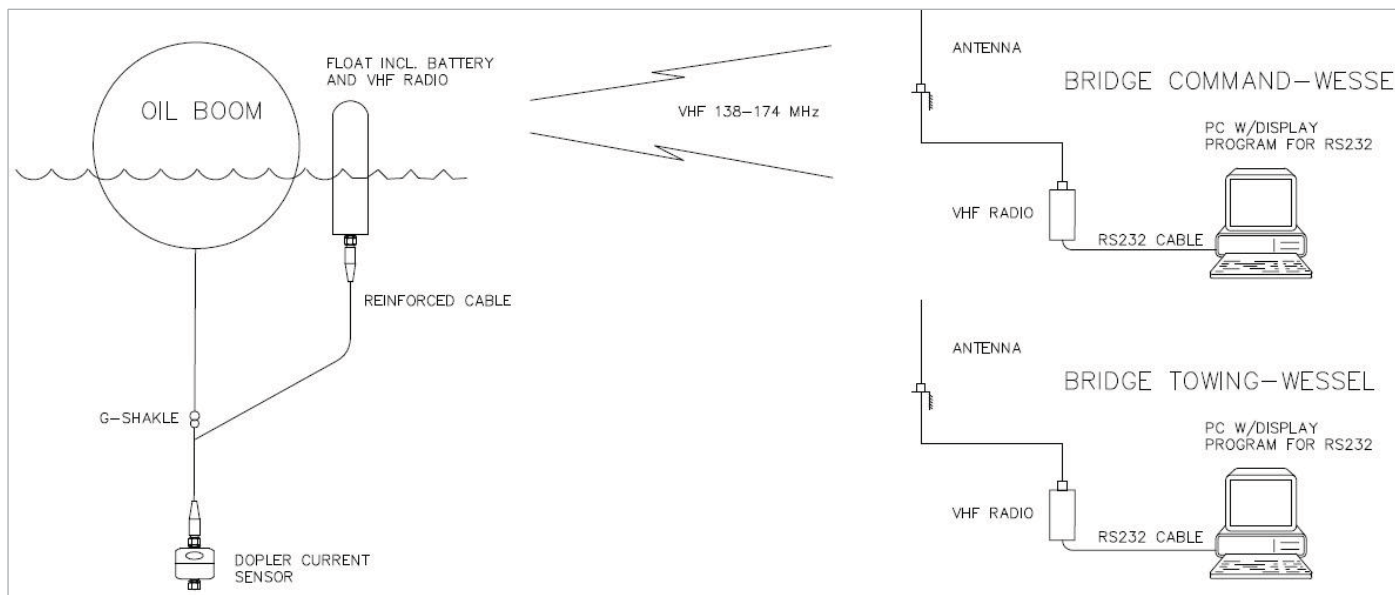 OIL BOOM
FLOAT INCL. BATTERY
AND VHF RADIO
REINFORCED CABLE
G-SHAKLE
DOPLER CURRENT
SENSOR
VHF 138-174 MHz
ANTENNA
BRIDGE COMMAND-WESSE
PC W/DISPLAY
PROGRAM FOR RS232
VHF RADIO
RS232 CABLE
ANTENNA
BRIDGE TOWING-WESSEL
PC W/DISPLAY
PROGRAM FOR RS232
VHF RADIO
RS232 CABLE